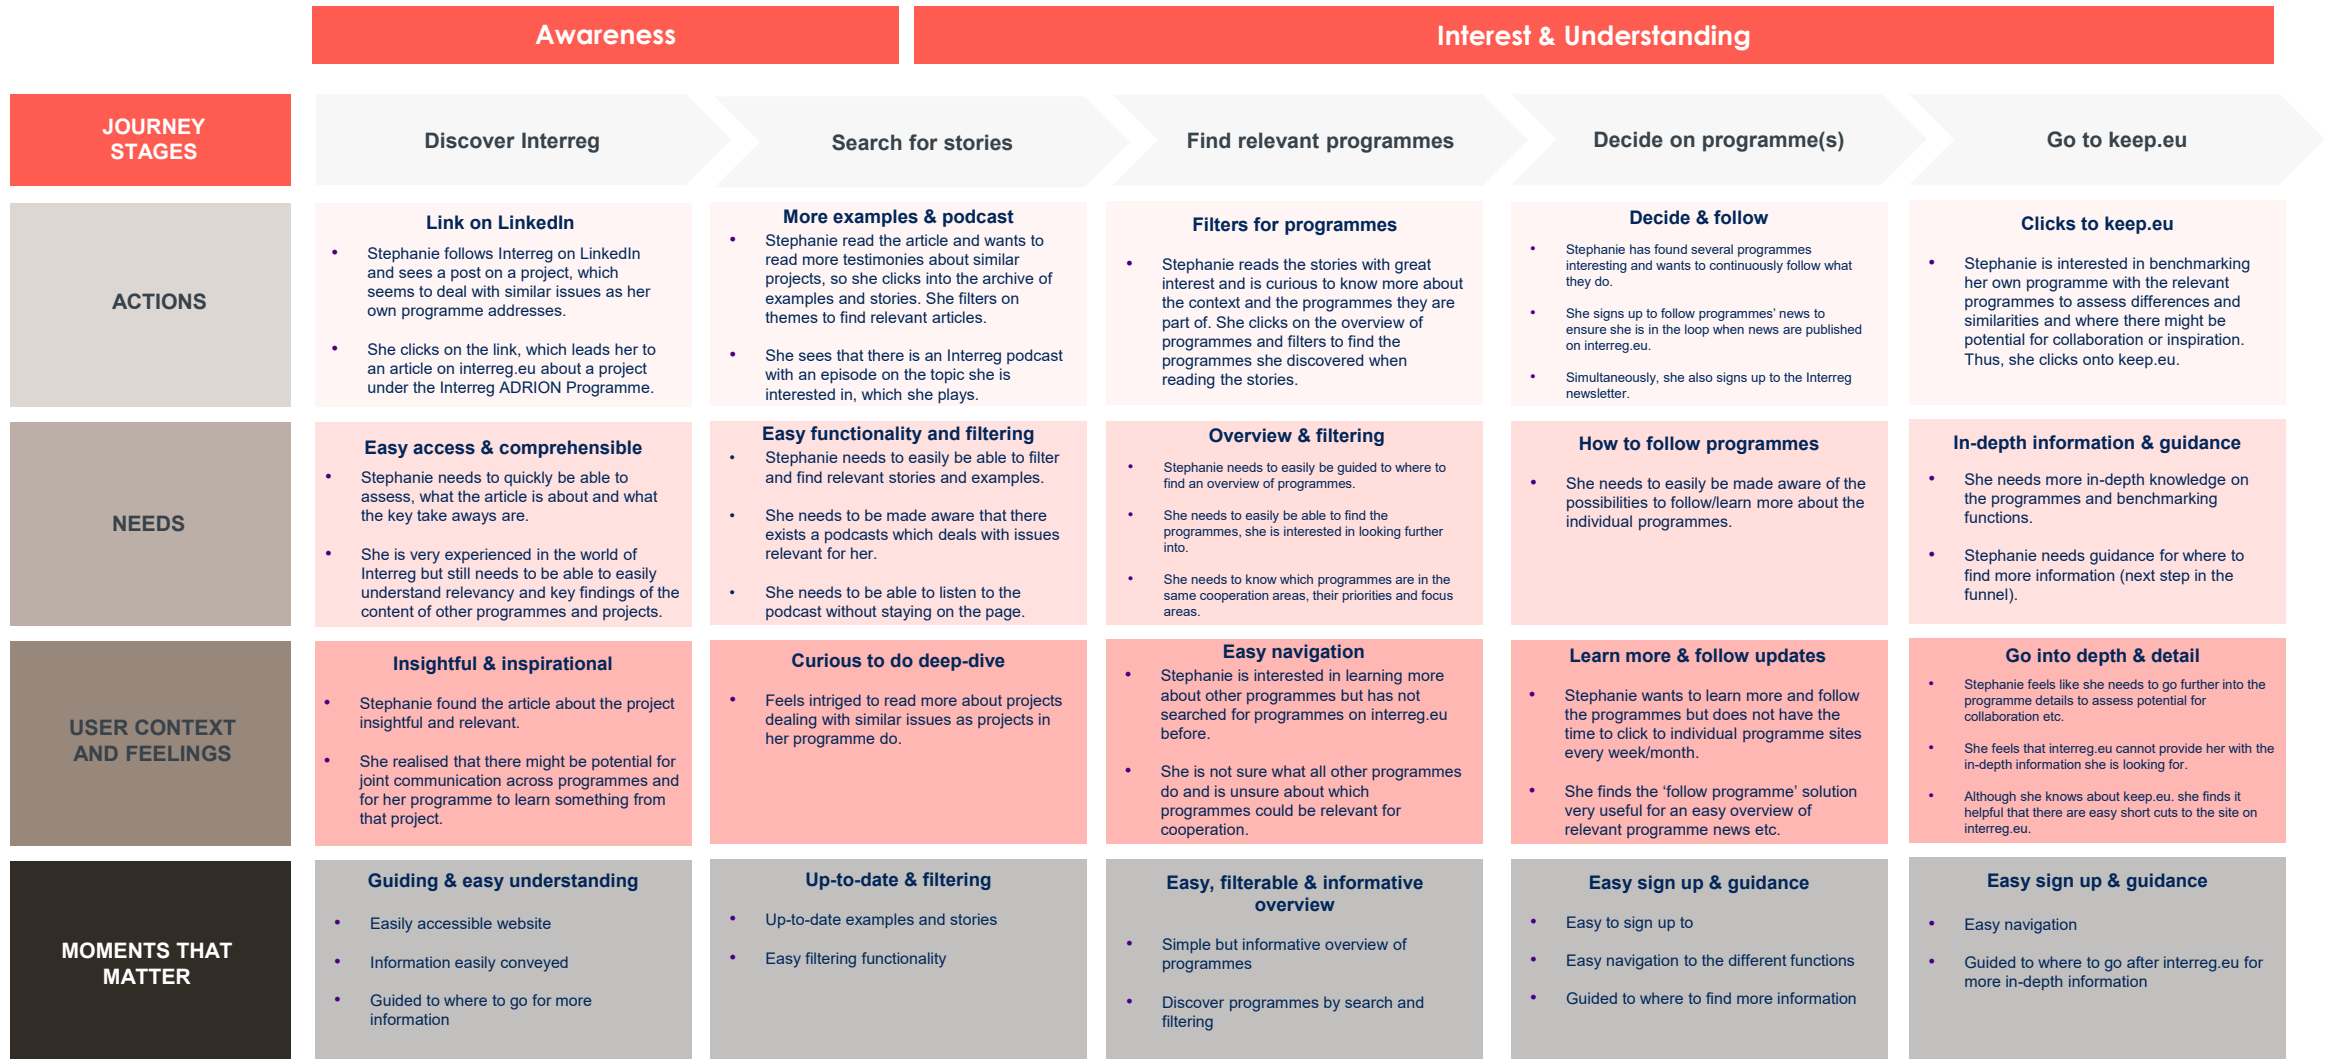 Awareness
Interest & Understanding
JOURNEY
STAGES
Discover Interreg
Search for stories
Find relevant programmes
Decide on programme(s)
Go to keep.eu
ACTIONS
Link on LinkedIn
• Stephanie follows Interreg on LinkedIn
and sees a post on a project, which
seems to deal with similar issues as her
own programme addresses.
• She clicks on the link, which leads her to
an article on interreg.eu about a project
under the Interreg ADRION Programme.
More examples & podcast
• Stephanie read the article and wants to
read more testimonies about similar
projects, so she clicks into the archive of
examples and stories. She filters on
themes to find relevant articles.
• She sees that there is an Interreg podcast
with an episode on the topic she is
interested in, which she plays.
Filters for programmes
• Stephanie reads the stories with great
interest and is curious to know more about
the context and the programmes they are
part of. She clicks on the overview of
programmes and filters to find the
programmes she discovered when
reading the stories.
Decide & follow
• Stephanie has found several programmes
interesting and wants to continuously follow what
they do.
• She signs up to follow programmes' news to
ensure she is in the loop when news are published
on interreg.eu.
• Simultaneously, she also signs up to the Interreg
newsletter.
Clicks to keep.eu
• Stephanie is interested in benchmarking
her own programme with the relevant
programmes to assess differences and
similarities and where there might be
potential for collaboration or inspiration.
Thus, she clicks onto keep.eu.
NEEDS
Easy access & comprehensible
• Stephanie needs to quickly be able to
assess, what the article is about and what
the key take aways are.
• She is very experienced in the world of
Interreg but still needs to be able to easily
understand relevancy and key findings of the
content of other programmes and projects.
Easy functionality and filtering
• Stephanie needs to easily be able to filter
and find relevant stories and examples.
• She needs to be made aware that there
exists a podcasts which deals with issues
relevant for her.
• She needs to be able to listen to the
podcast without staying on the page.
Overview & filtering
• Stephanie needs to easily be guided to where to
find an overview of programmes.
• She needs to easily be able to find the
programmes, she is interested in looking further
into.
• She needs to know which programmes are in the
same cooperation areas, their priorities and focus
areas.
How to follow programmes
• She needs to easily be made aware of the
possibilities to follow/learn more about the
individual programmes.
In-depth information & guidance
• She needs more in-depth knowledge on
the programmes and benchmarking
functions.
• Stephanie needs guidance for where to
find more information (next step in the
funnel).
USER CONTEXT
AND FEELINGS
Insightful & inspirational
• Stephanie found the article about the project
insightful and relevant.
• She realised that there might be potential for
joint communication across programmes and
for her programme to learn something from
that project.
Curious to do deep-dive
• Feels intriged to read more about projects
dealing with similar issues as projects in
her programme do.
Easy navigation
• Stephanie is interested in learning more
about other programmes but has not
searched for programmes on interreg.eu
before.
• She is not sure what all other programmes
do and is unsure about which
programmes could be relevant for
cooperation.
Learn more & follow updates
• Stephanie wants to learn more and follow
the programmes but does not have the
time to click to individual programme sites
every week/month.
• She finds the ‘follow programme’ solution
very useful for an easy overview of
relevant programme news etc.
Go into depth & detail
• Stephanie feels like she needs to go further into the
programme details to assess potential for
collaboration etc.
• She feels that interreg.eu cannot provide her with the
in-depth information she is looking for.
• Although she knows about keep.eu. she finds it
helpful that there are easy short cuts to the site on
interreg.eu.
MOMENTS THAT
MATTER
Guiding & easy understanding
• Easily accessible website
• Information easily conveyed
• Guided to where to go for more
information
Up-to-date & filtering
• Up-to-date examples and stories
• Easy filtering functionality
Easy, filterable & informative
overview
• Simple but informative overview of
programmes
• Discover programmes by search and
filtering
Easy sign up & guidance
• Easy to sign up to
• Easy navigation to the different functions
• Guided to where to find more information
Easy sign up & guidance
• Easy navigation
• Guided to where to go after interreg.eu for
more in-depth information